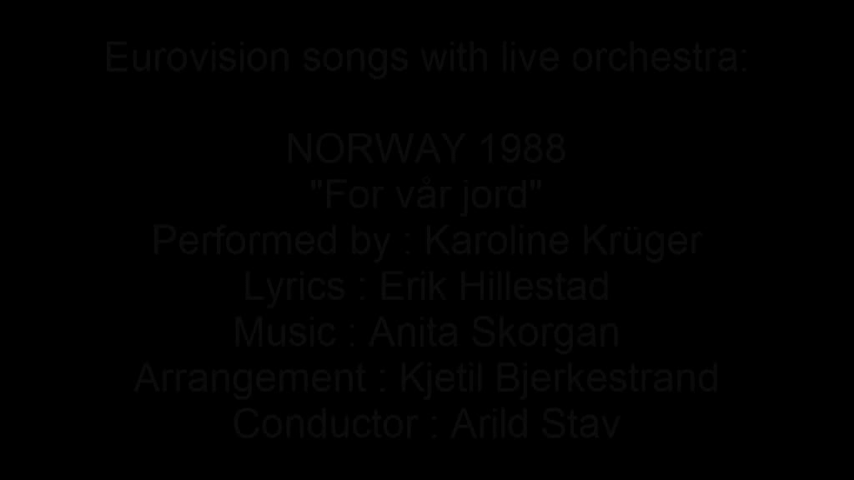 Eurovision songs with live orchestra:
NORWAY 1988
"For vår jord"
Performed by : Karoline Krüger
Lyrics : Erik Hillestad
Music : Anita Skorgan
Arrangement : Kjetil Bjerkestrand
Conductor : Arild Stav